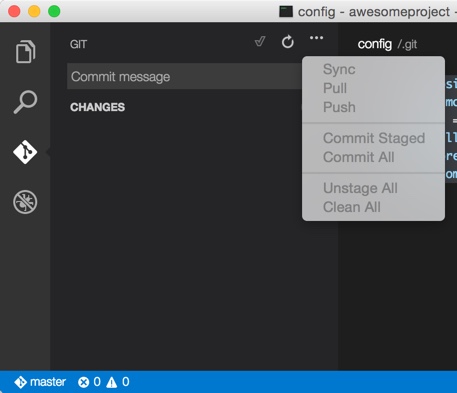 config - awesomeproject -
GIT
config /.git
Commit message
CHANGES
Sync
Pull
Push
Commit Staged
Commit All
Unstage All
Clean All
master 0 0